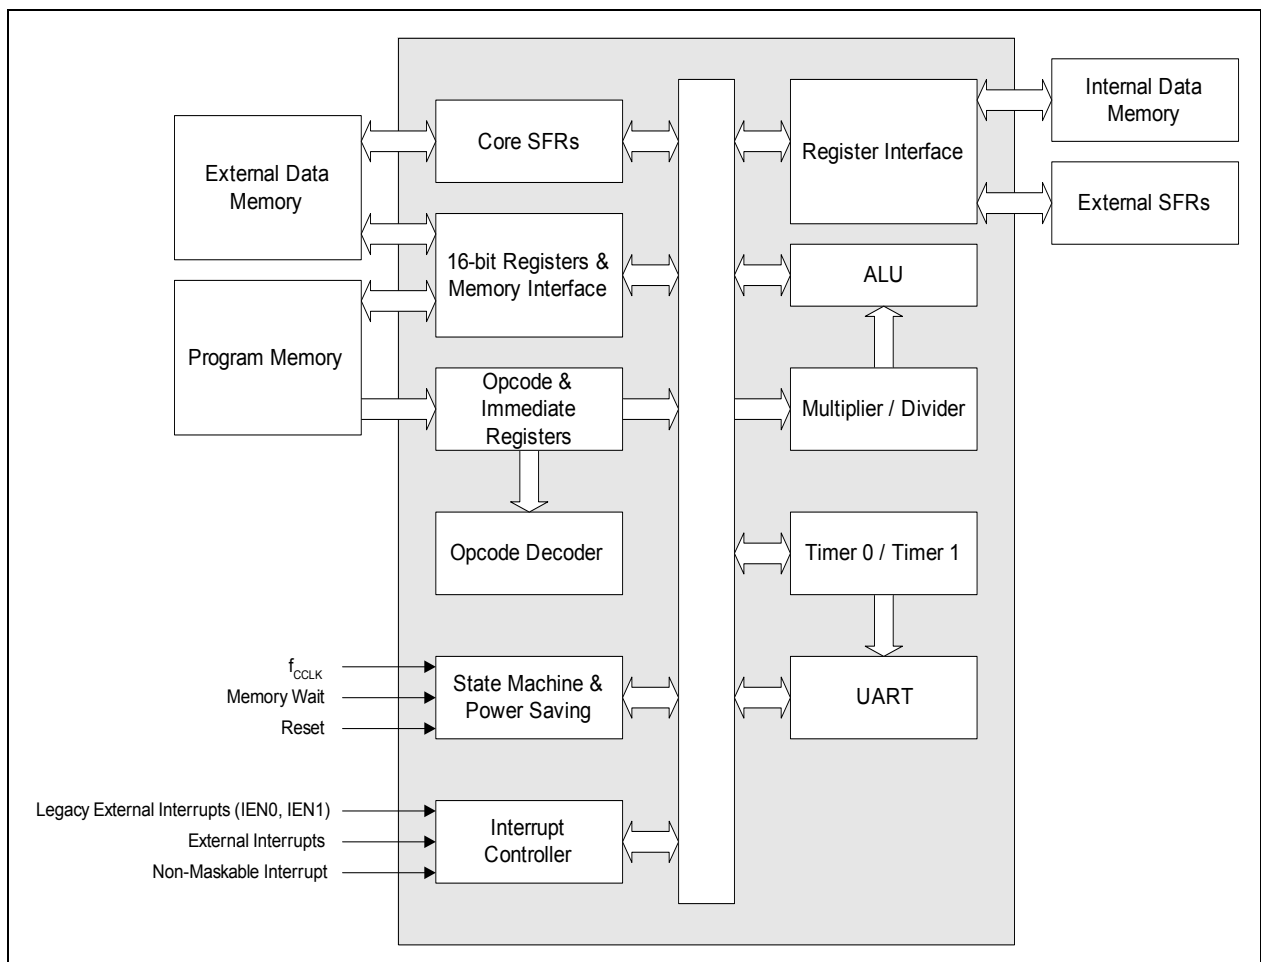 Internal Data
Memory
External Data
Memory
Core SFRs
Register Interface
External SFRs
16-bit Registers &
Memory Interface
ALU
Program Memory
Opcode &
Immediate
Registers
Multiplier / Divider
Opcode Decoder
Timer 0 / Timer 1
fCCLK
Memory Wait
Reset
State Machine &
Power Saving
UART
Legacy External Interrupts (IEN0, IEN1)
External Interrupts
Non-Maskable Interrupt
Interrupt
Controller